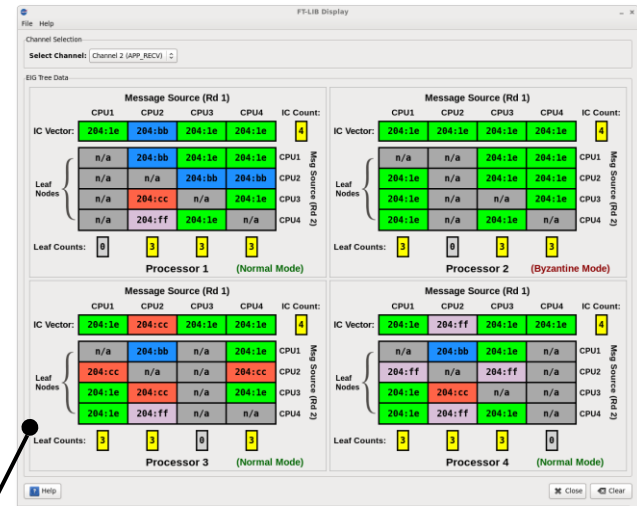 FT-LIB Display
File Help
Channel Selection
Select Channel: Channel 2 (APP_RECV)
EIG Tree Data
Message Source (Rd 1)
CPU1 CPU2 CPU3 CPU4 IC Count:
IC Vector: 204:1e 204:bb 204:1e 204:1e 4
n/a 204:bb 204:1e 204:1e CPU1
n/a n/a 204:bb 204:bb CPU2
n/a 204:cc n/a 204:1e CPU3
n/a 204:ff 204:1e n/a CPU4
Leaf Nodes
Msg Source (Rd 2)
Leaf Counts: 0 3 3 3
Processor 1 (Normal Mode)
Message Source (Rd 1)
CPU1 CPU2 CPU3 CPU4 IC Count:
IC Vector: 204:1e 204:1e 204:1e 204:1e 4
n/a n/a 204:1e 204:1e CPU1
204:1e n/a 204:1e 204:1e CPU2
204:1e n/a n/a 204:1e CPU3
204:1e n/a 204:1e n/a CPU4
Leaf Nodes
Msg Source (Rd 2)
Leaf Counts: 3 0 3 3
Processor 2 (Byzantine Mode)
Message Source (Rd 1)
CPU1 CPU2 CPU3 CPU4 IC Count:
IC Vector: 204:1e 204:cc 204:1e 204:1e 4
n/a 204:bb n/a 204:1e CPU1
204:cc n/a n/a 204:cc CPU2
204:1e 204:cc n/a 204:1e CPU3
204:1e 204:ff n/a n/a CPU4
Leaf Nodes
Msg Source (Rd 2)
Leaf Counts: 3 3 0 3
Processor 3 (Normal Mode)
Message Source (Rd 1)
CPU1 CPU2 CPU3 CPU4 IC Count:
IC Vector: 204:1e 204:ff 204:1e 204:1e 4
n/a 204:bb 204:1e n/a CPU1
204:ff n/a 204:ff n/a CPU2
204:1e 204:cc n/a n/a CPU3
204:1e 204:ff 204:1e n/a CPU4
Leaf Nodes
Msg Source (Rd 2)
Leaf Counts: 3 3 3 0
Processor 4 (Normal Mode)
Help Close Clear